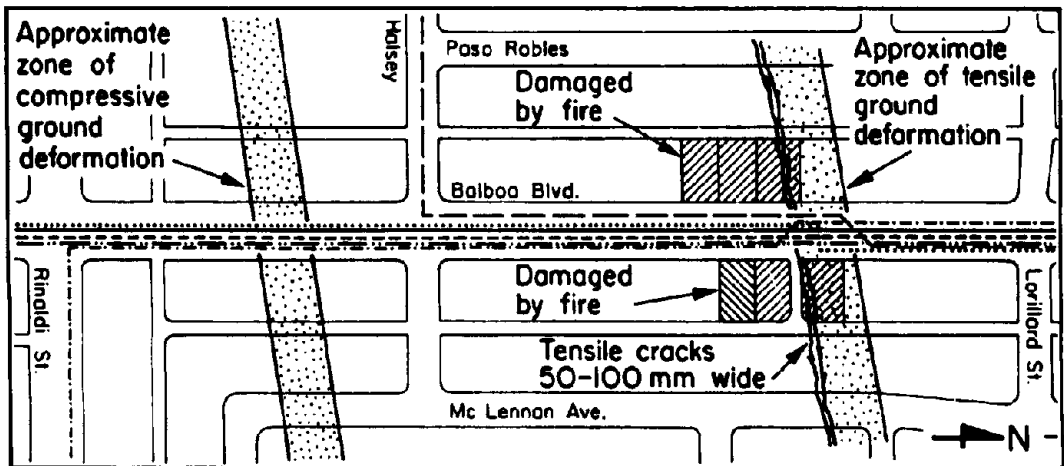 Approximate
zone of
compressive
ground
deformation
Halsey
Paso Robles
Damaged
by fire
Approximate
zone of tensile
ground
deformation
Balboa Blvd.
Rinaldi St.
Damaged
by fire
Tensile cracks
50-100 mm wide
Mc Lennan Ave.
Lorillard St.
N